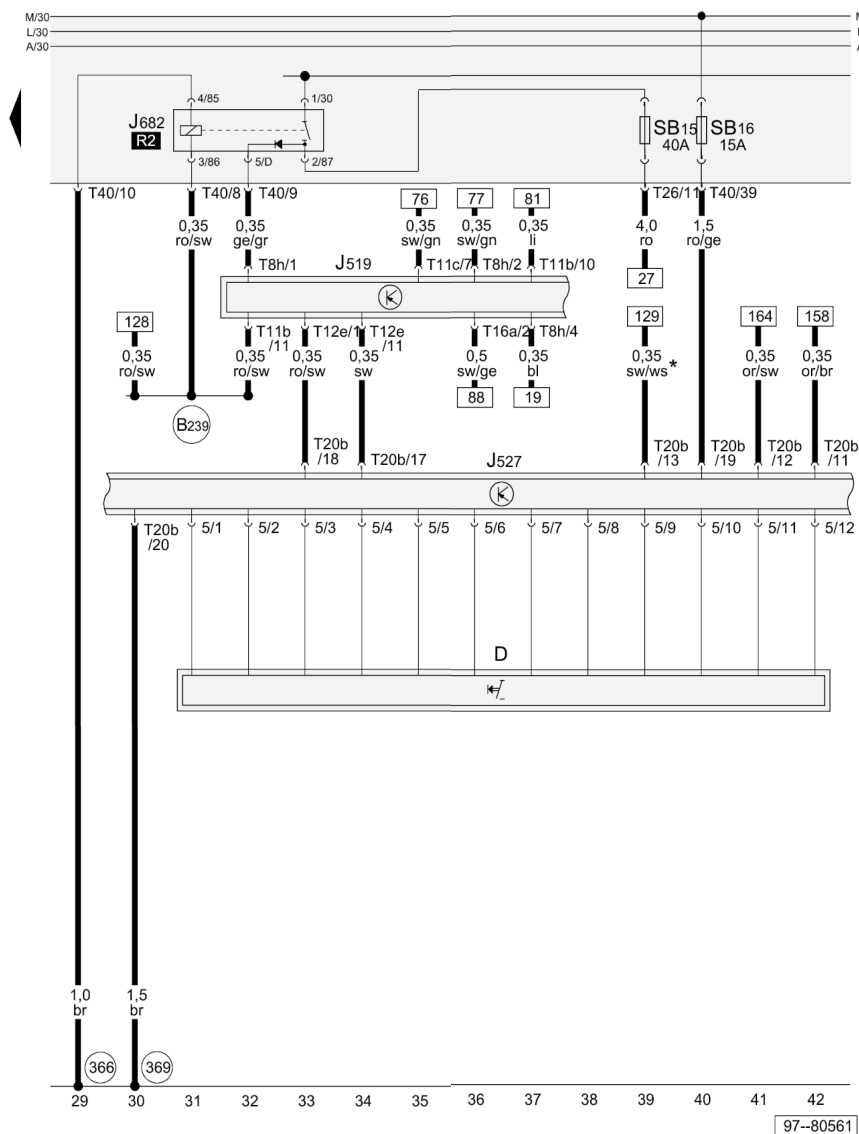 M/30
M
L/30
A/30
4/85
1/30
J682
R2
3/86
5/D
2/87
SB15
40A
SB16
15A
T40/10
T40/8
T40/9
T26/11
T40/39
76
77
81
0,35
ro/sw
0,35
ge/gr
0,35
sw/gn
0,35
sw/gn
0,35
li
4,0
ro
1,5
ro/ge
27
T8h/1
J519
T11c/7
T8h/2
T11b/10
128
129
164
158
T11b
/11
T12e/1
T12e
/11
T16a/2
T8h/4
0,35
ro/sw
0,35
ro/sw
0,35
ro/sw
0,35
sw
0,5
sw/ge
0,35
bl
0,35
sw/ws*
0,35
or/sw
0,35
or/br
88
19
B239
T20b
/18
T20b/17
J527
T20b
/13
T20b
/19
T20b
/12
T20b
/11
T20b
/20
5/1
5/2
5/3
5/4
5/5
5/6
5/7
5/8
5/9
5/10
5/11
5/12
D
1,0
br
1,5
br
366
369
29
30
31
32
33
34
35
36
37
38
39
40
41
42
97--80561